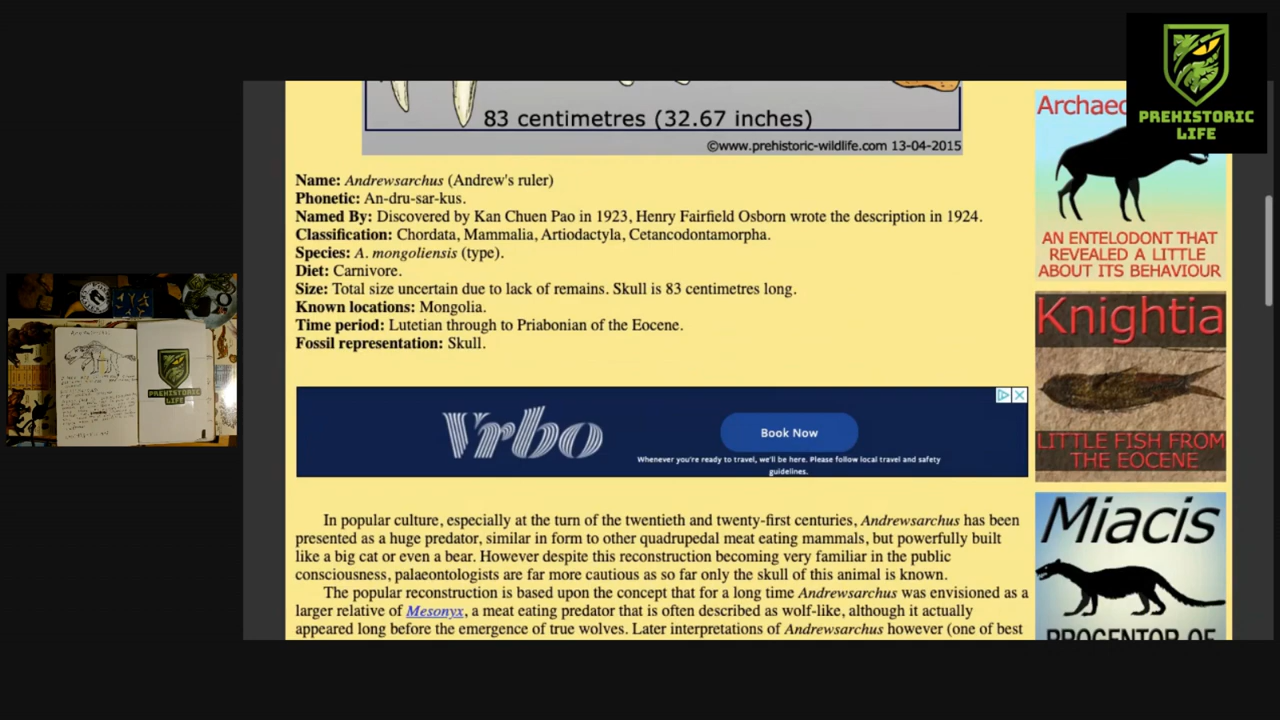 83 centimetres (32.67 inches)
©www.prehistoric-wildlife.com 13-04-2015
Name: Andrewsarchus (Andrew's ruler)
Phonetic: An-dru-sar-kus.
Named By: Discovered by Kan Chuen Pao in 1923, Henry Fairfield Osborn wrote the description in 1924.
Classification: Chordata, Mammalia, Artiodactyla, Cetancodontamorpha.
Species: A. mongoliensis (type).
Diet: Carnivore.
Size: Total size uncertain due to lack of remains. Skull is 83 centimetres long.
Known locations: Mongolia.
Time period: Lutetian through to Priabonian of the Eocene.
Fossil representation: Skull.
Vrbo
Book Now
Whenever you're ready to travel, we'll be here. Please follow local travel and safety
guidelines.
In popular culture, especially at the turn of the twentieth and twenty-first centuries, Andrewsarchus has been
presented as a huge predator, similar in form to other quadrupedal meat eating mammals, but powerfully built
like a big cat or even a bear. However despite this reconstruction becoming very familiar in the public
consciousness, palaeontologists are far more cautious as so far only the skull of this animal is known.
The popular reconstruction is based upon the concept that for a long time Andrewsarchus was envisioned as a
larger relative of Mesonyx, a meat eating predator that is often described as wolf-like, although it actually
appeared long before the emergence of true wolves. Later interpretations of Andrewsarchus however (one of best
Archaeo
AN ENTELODONT THAT
REVEALED A LITTLE
ABOUT ITS BEHAVIOUR
Knightia
LITTLE FISH FROM
THE EOCENE
Miacis
PROGENITOR OF
PREHISTORIC
LIFE
PREHISTORIC
LIFE